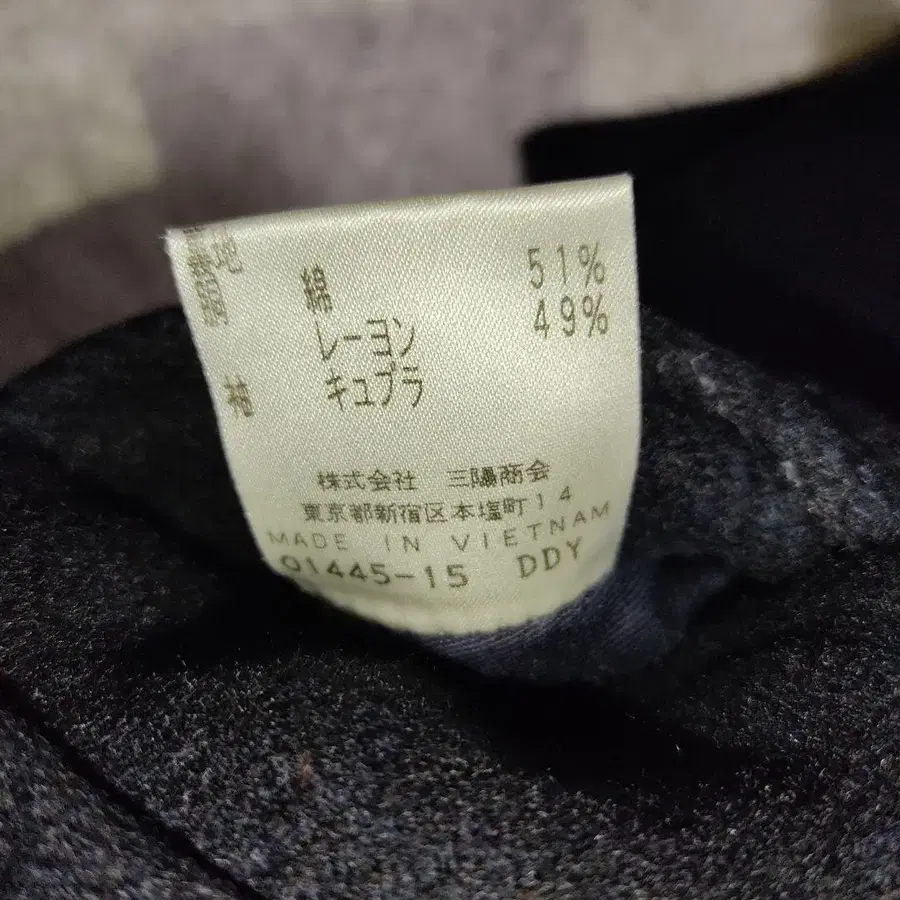 綿 51%
レーヨン 49%
袖 キュプラ
株式会社 三陽商会
東京都新宿区本塩町14
MADE IN VIETNAM
01445-15 DDY